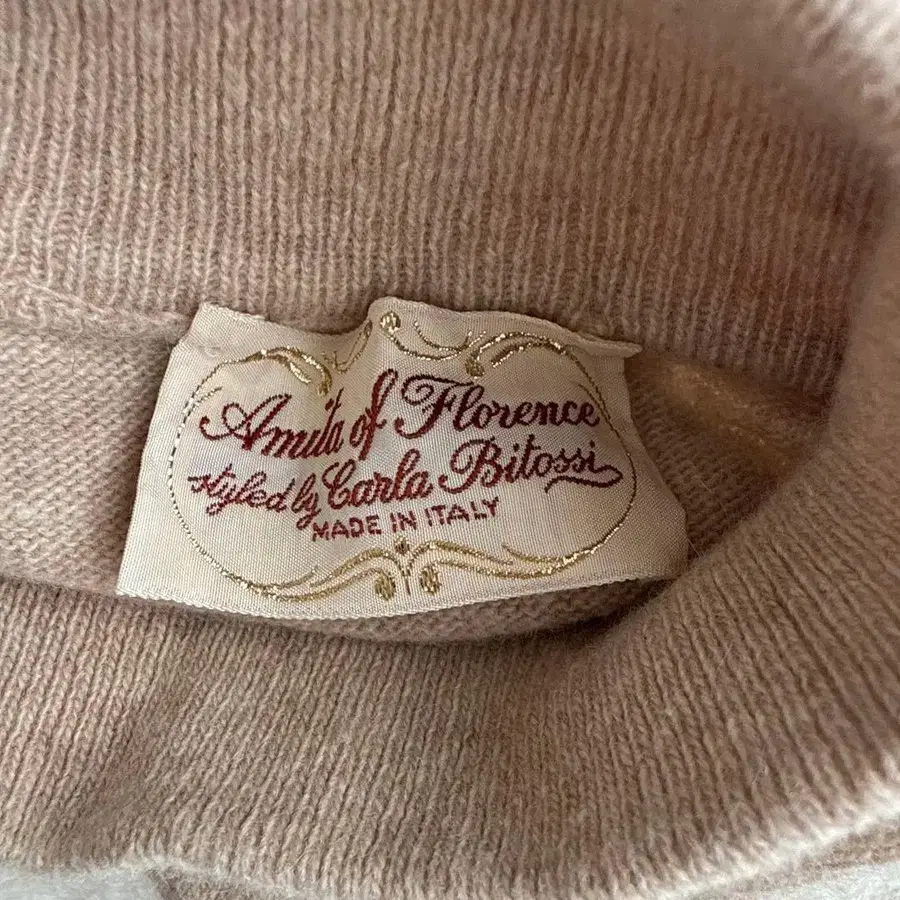 Amita of Florence
styled by Carla Bitossi
MADE IN ITALY